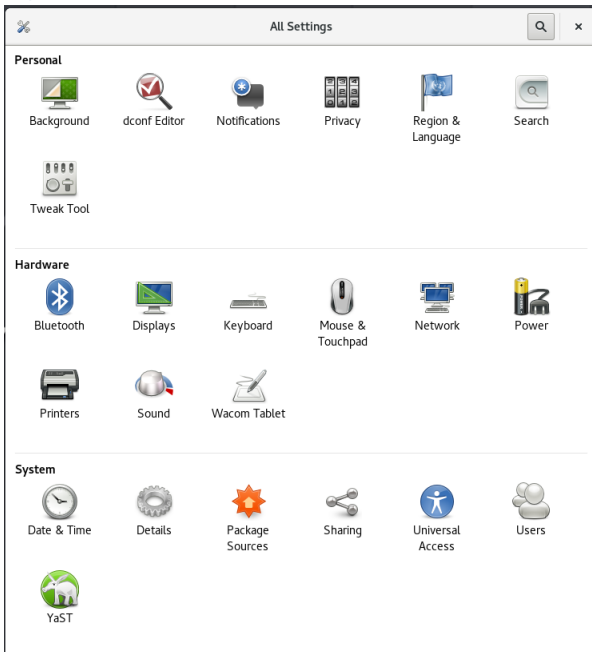 All Settings
Personal
Background dconf Editor Notifications Privacy Region & Language Search
Tweak Tool
Hardware
Bluetooth Displays Keyboard Mouse & Touchpad Network Power
Printers Sound Wacom Tablet
System
Date & Time Details Package Sources Sharing Universal Access Users
YaST